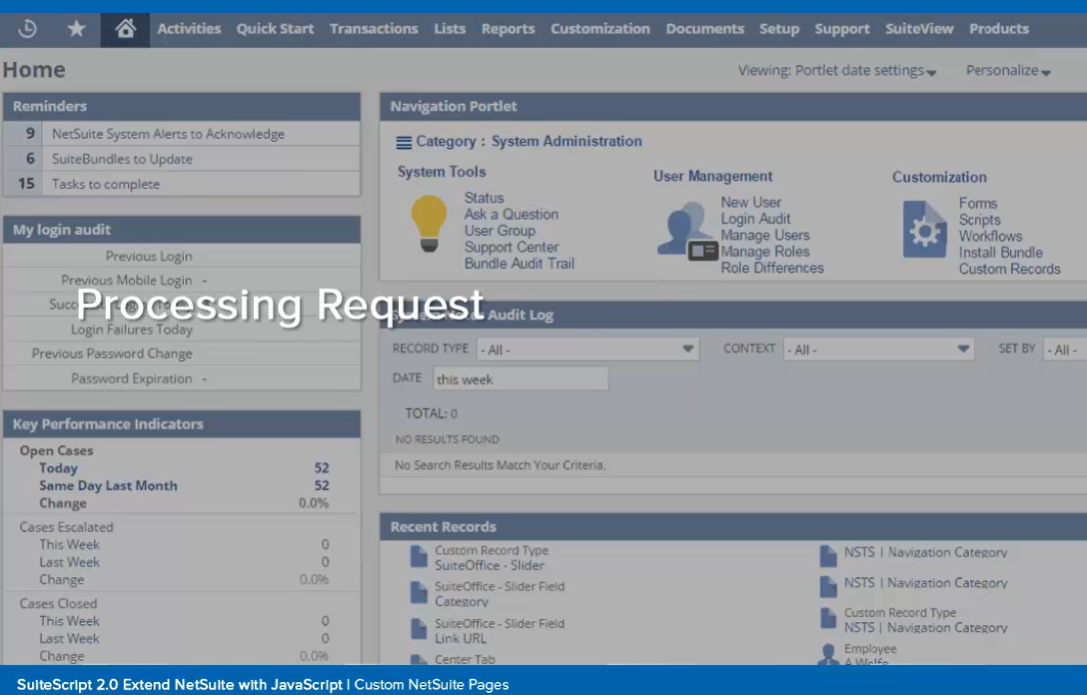 Activities Quick Start Transactions Lists Reports Customization Documents Setup Support SuiteView Products
Home
Viewing: Portlet date settings Personalize
Reminders
9 NetSuite System Alerts to Acknowledge
6 SuiteBundles to Update
15 Tasks to complete
My login audit
Previous Login
Previous Mobile Login -
Processing Request
Login Failures Today
Previous Password Change
Password Expiration -
Key Performance Indicators
Open Cases
Today 52
Same Day Last Month 52
Change 0.0%
Cases Escalated
This Week 0
Last Week 0
Change 0.0%
Cases Closed
This Week 0
Last Week 0
Change 0.0%
Navigation Portlet
Category : System Administration
System Tools
Status
Ask a Question
User Group
Support Center
Bundle Audit Trail
User Management
New User
Login Audit
Manage Users
Manage Roles
Role Differences
Customization
Forms
Scripts
Workflows
Install Bundle
Custom Records
Audit Log
RECORD TYPE - All - CONTEXT - All - SET BY - All -
DATE this week
TOTAL: 0
NO RESULTS FOUND
No Search Results Match Your Criteria.
Recent Records
Custom Record Type
SuiteOffice - Slider
SuiteOffice - Slider Field
Category
SuiteOffice - Slider Field
Link URL
Center Tab
NSTS | Navigation Category
NSTS | Navigation Category
Custom Record Type
NSTS | Navigation Category
Employee
A Wolfe
SuiteScript 2.0 Extend NetSuite with JavaScript | Custom NetSuite Pages